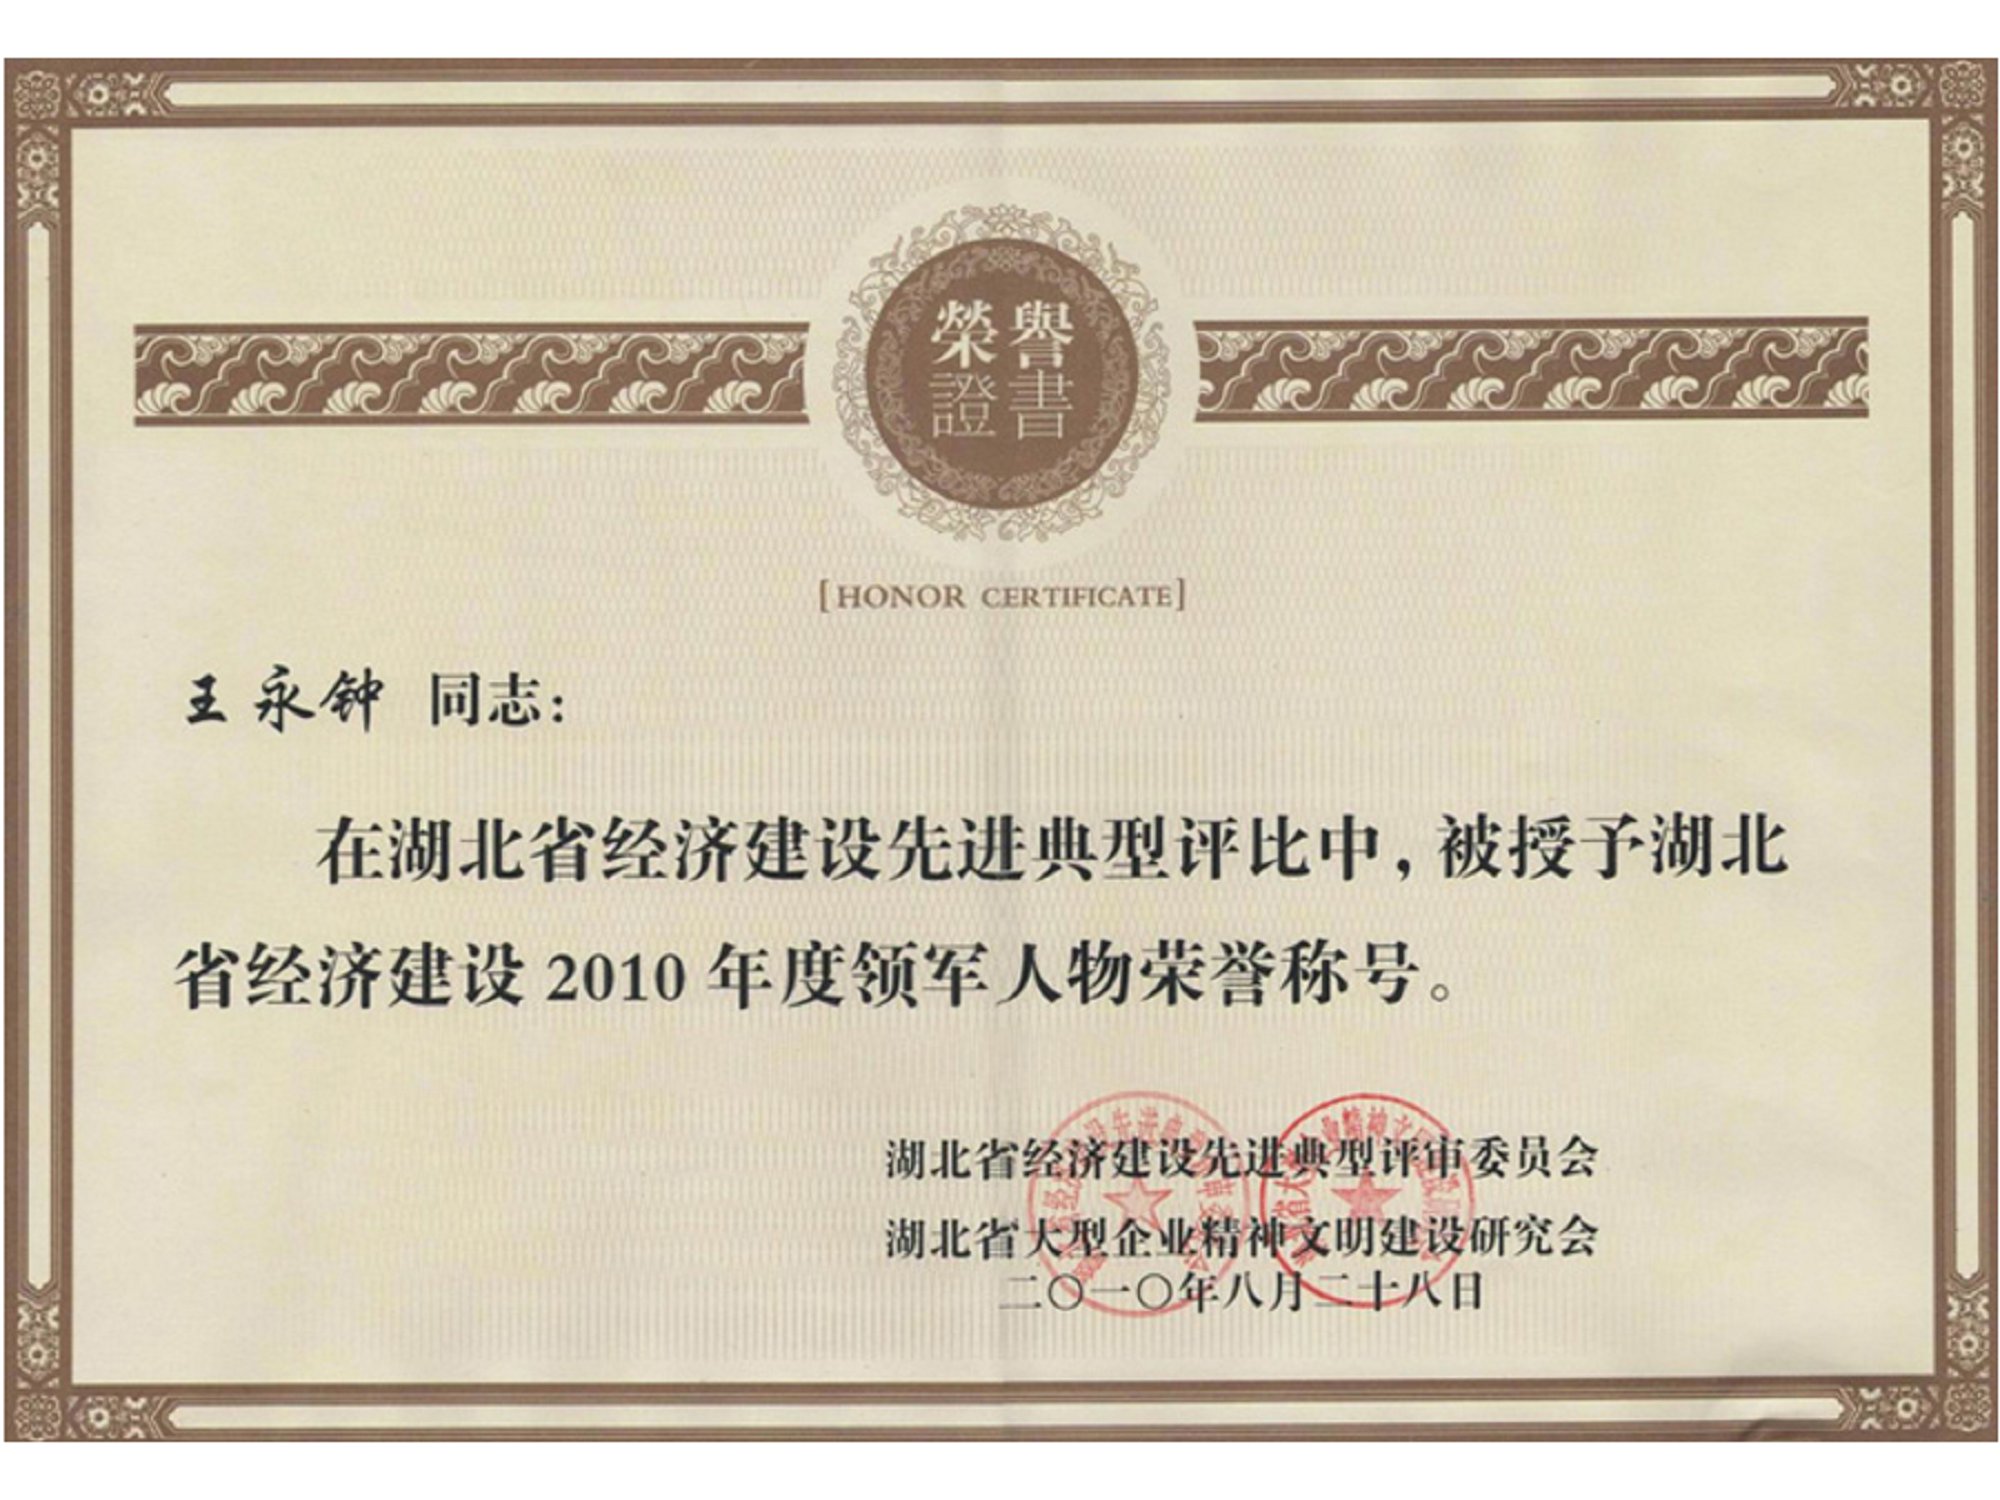 榮譽
證書
[HONOR CERTIFICATE]
王永钟 同志：
在湖北省经济建设先进典型评比中，被授予湖北
省经济建设 2010 年度领军人物荣誉称号。
湖北省经济建设先进典型评审委员会
湖北省大型企业精神文明建设研究会
二〇一〇年八月二十八日